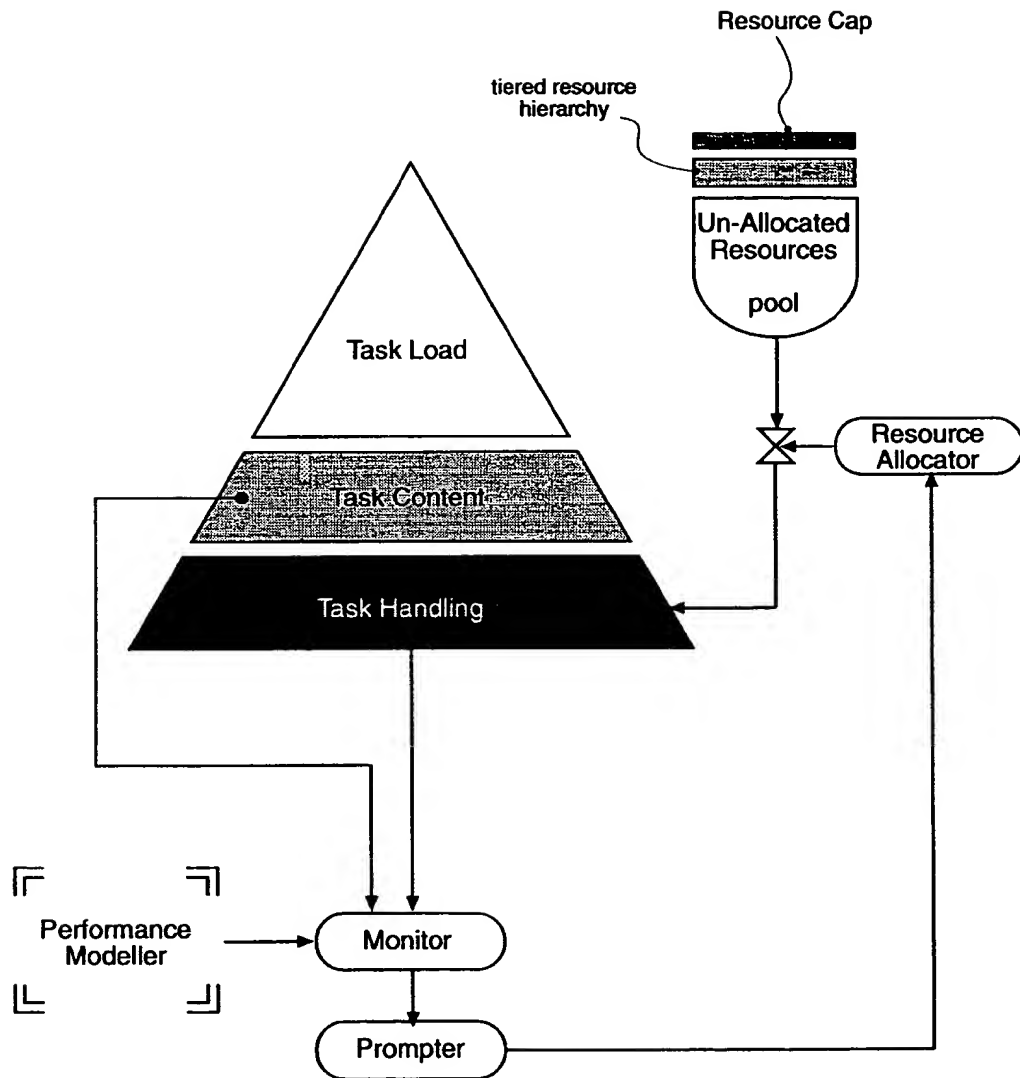 Resource Cap
tiered resource
hierarchy
Un-Allocated
Resources
pool
Task Load
Resource
Allocator
Task Content
Task Handling
Performance
Modeller
Monitor
Prompter